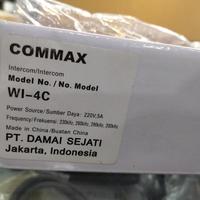 COMMAX
Intercom/Intercom
Model No. / No. Model
WI-4C
Power Source/Sumber Daya: 220V,5A
Frequency/Frekuensi: 230kHz, 260kHz, 290kHz, 320kHz
Made in China/Buatan China
PT. DAMAI SEJATI
Jakarta, Indonesia